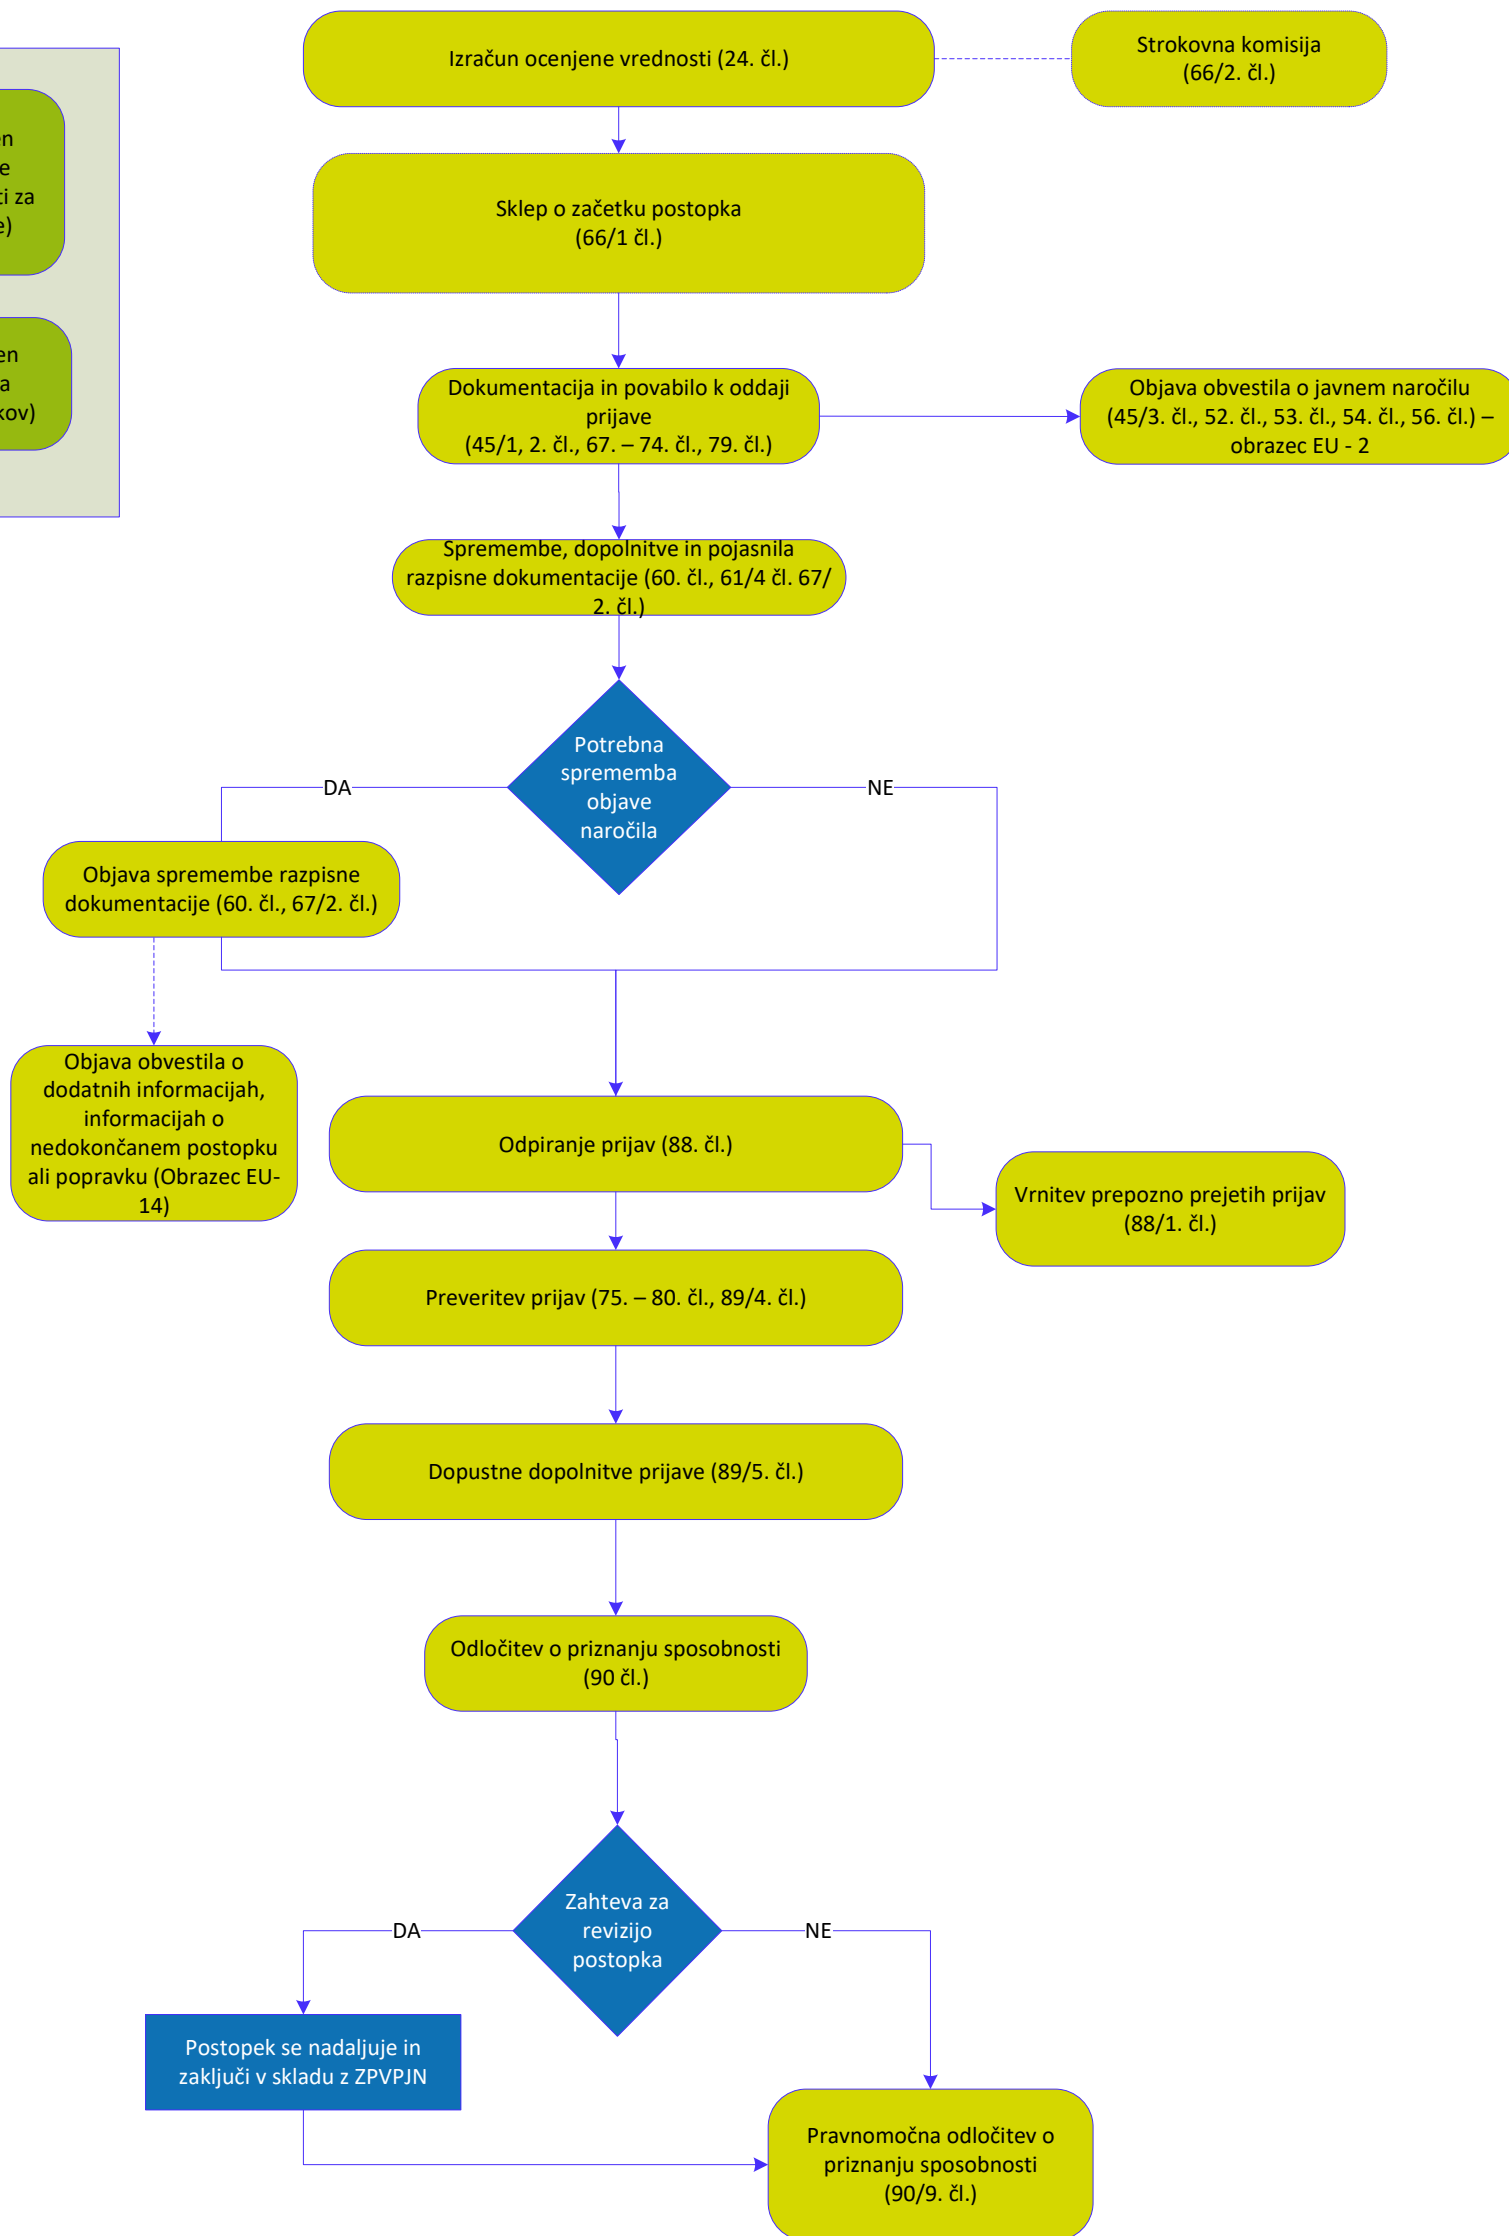 Izračun ocenjene vrednosti (24. čl.)
Strokovna komisija
(66/2. čl.)
Sklep o začetku postopka
(66/1 čl.)
Dokumentacija in povabilo k oddaji
prijave
(45/1, 2. čl., 67. – 74. čl., 79. čl.)
Objava obvestila o javnem naročilu
(45/3. čl., 52. čl., 53. čl., 54. čl., 56. čl.) –
obrazec EU - 2
Spremembe, dopolnitve in pojasnila
razpisne dokumentacije (60. čl., 61/4 čl. 67/
2. čl.)
Potrebna
sprememba
objave
naročila
DA
NE
Objava spremembe razpisne
dokumentacije (60. čl., 67/2. čl.)
Objava obvestila o
dodatnih informacijah,
informacijah o
nedokončanem postopku
ali popravku (Obrazec EU-
14)
Odpiranje prijav (88. čl.)
Vrnitev prepozno prejetih prijav
(88/1. čl.)
Preveritev prijav (75. – 80. čl., 89/4. čl.)
Dopustne dopolnitve prijave (89/5. čl.)
Odločitev o priznanju sposobnosti
(90 čl.)
Zahteva za
revizijo
postopka
DA
NE
Postopek se nadaljuje in
zaključi v skladu z ZPVPJN
Pravnomočna odločitev o
priznanju sposobnosti
(90/9. čl.)